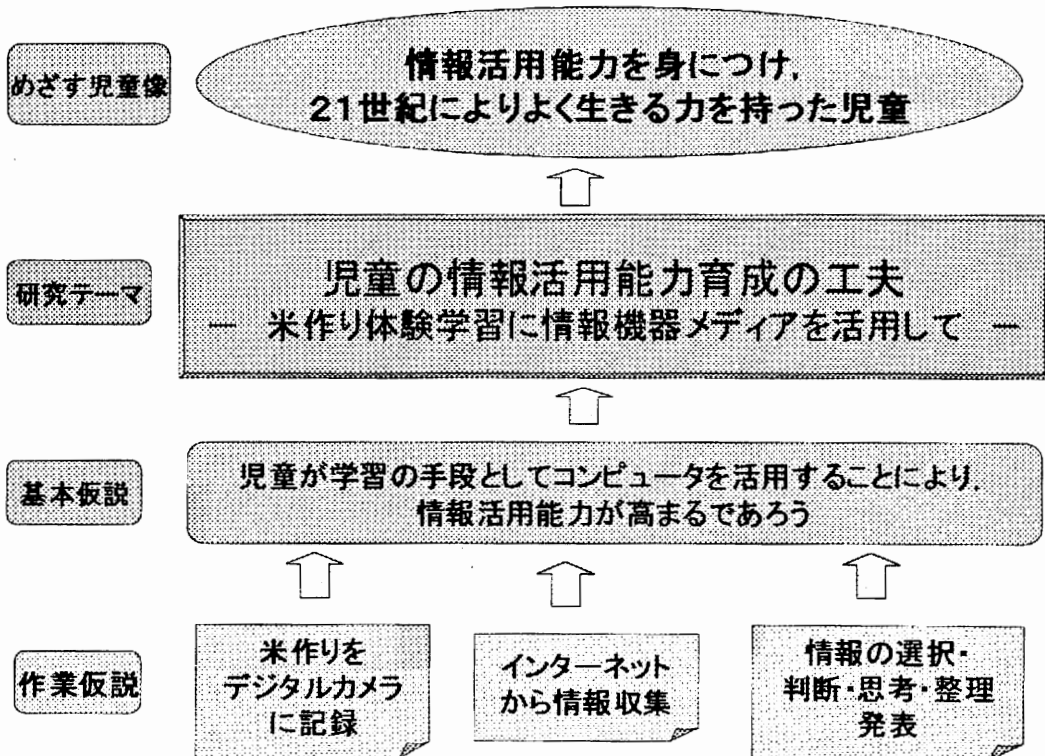 めざす児童像
情報活用能力を身につけ,
21世紀によりよく生きる力を持った児童
研究テーマ
児童の情報活用能力育成の工夫
― 米作り体験学習に情報機器メディアを活用して ―
基本仮説
児童が学習の手段としてコンピュータを活用することにより,
情報活用能力が高まるであろう
作業仮説
米作りを
デジタルカメラ
に記録
インターネット
から情報収集
情報の選択・
判断・思考・整理
発表